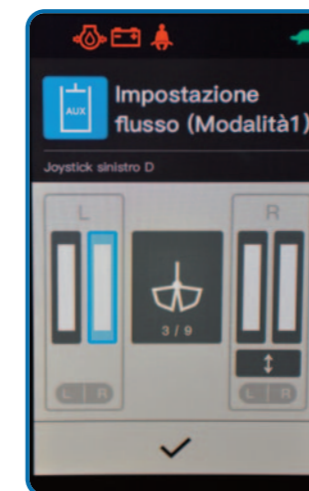 AUX
Impostazione
flusso (Modalità1)
Joystick sinistro D
L
R
3 / 9
L R
L R